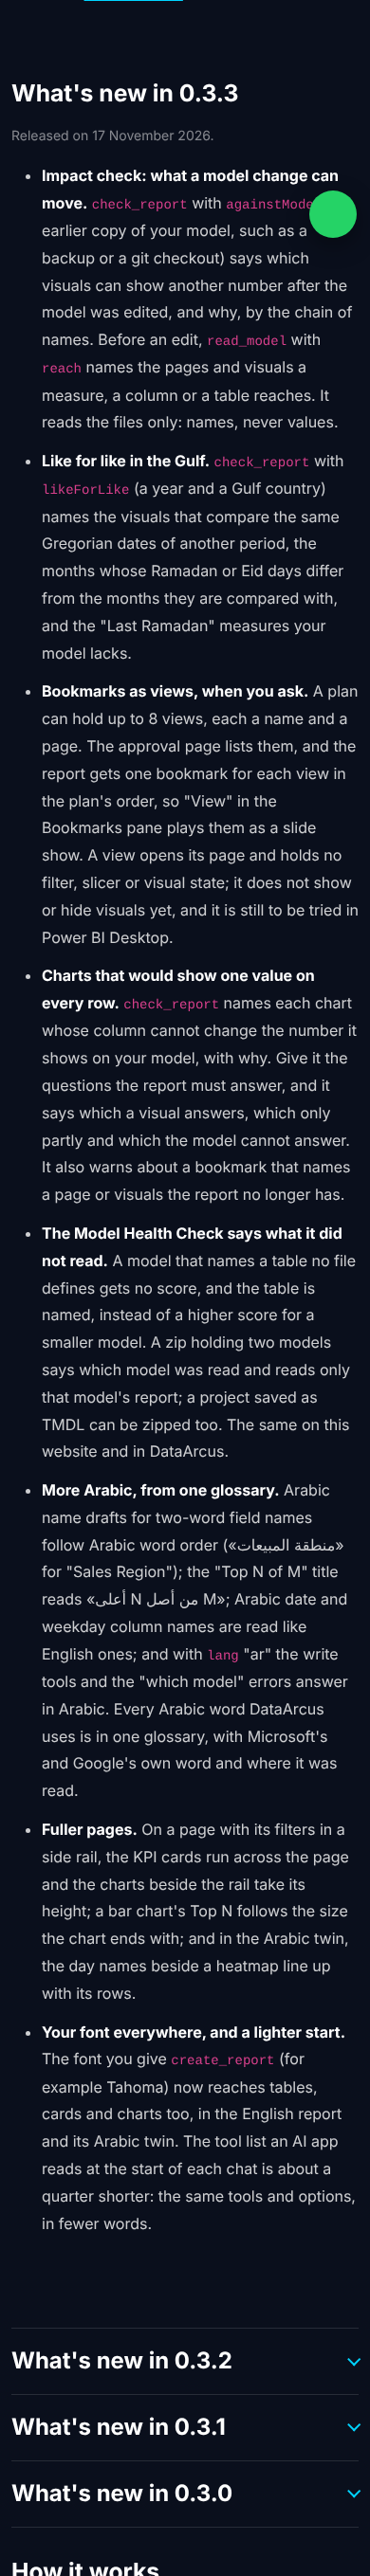 What's new in 0.3.3
Released on 17 November 2026.
Impact check: what a model change can
move. check_report with againstMode
earlier copy of your model, such as a
backup or a git checkout) says which
visuals can show another number after the
model was edited, and why, by the chain of
names. Before an edit, read_model with
reach names the pages and visuals a
measure, a column or a table reaches. It
reads the files only: names, never values.
Like for like in the Gulf. check_report with
likeForLike (a year and a Gulf country)
names the visuals that compare the same
Gregorian dates of another period, the
months whose Ramadan or Eid days differ
from the months they are compared with,
and the "Last Ramadan" measures your
model lacks.
Bookmarks as views, when you ask. A plan
can hold up to 8 views, each a name and a
page. The approval page lists them, and the
report gets one bookmark for each view in
the plan's order, so "View" in the
Bookmarks pane plays them as a slide
show. A view opens its page and holds no
filter, slicer or visual state; it does not show
or hide visuals yet, and it is still to be tried in
Power BI Desktop.
Charts that would show one value on
every row. check_report names each chart
whose column cannot change the number it
shows on your model, with why. Give it the
questions the report must answer, and it
says which a visual answers, which only
partly and which the model cannot answer.
It also warns about a bookmark that names
a page or visuals the report no longer has.
The Model Health Check says what it did
not read. A model that names a table no file
defines gets no score, and the table is
named, instead of a higher score for a
smaller model. A zip holding two models
says which model was read and reads only
that model's report; a project saved as
TMDL can be zipped too. The same on this
website and in DataArcus.
More Arabic, from one glossary. Arabic
name drafts for two-word field names
follow Arabic word order («منطقة المبيعات»
for "Sales Region"); the "Top N of M" title
reads «أعلى N من أصل M»; Arabic date and
weekday column names are read like
English ones; and with lang "ar" the write
tools and the "which model" errors answer
in Arabic. Every Arabic word DataArcus
uses is in one glossary, with Microsoft's
and Google's own word and where it was
read.
Fuller pages. On a page with its filters in a
side rail, the KPI cards run across the page
and the charts beside the rail take its
height; a bar chart's Top N follows the size
the chart ends with; and in the Arabic twin,
the day names beside a heatmap line up
with its rows.
Your font everywhere, and a lighter start.
The font you give create_report (for
example Tahoma) now reaches tables,
cards and charts too, in the English report
and its Arabic twin. The tool list an AI app
reads at the start of each chat is about a
quarter shorter: the same tools and options,
in fewer words.
What's new in 0.3.2
What's new in 0.3.1
What's new in 0.3.0
How it works